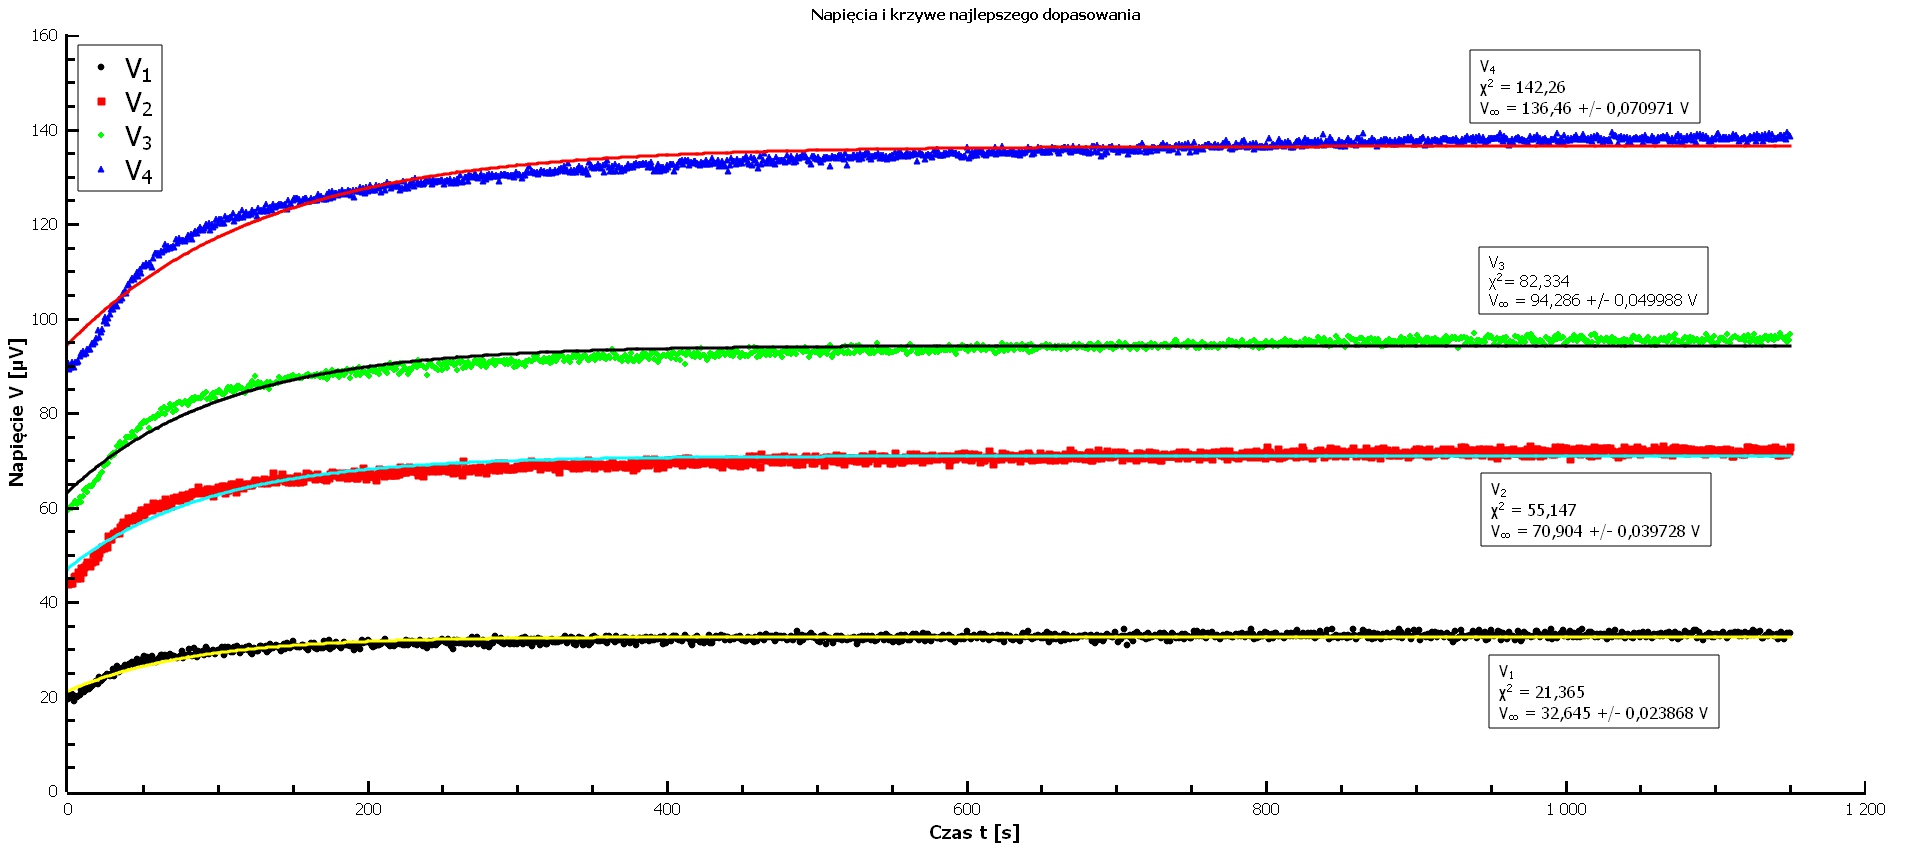 Napięcia i krzywe najlepszego dopasowania
160
140
120
100
80
60
40
20
0
Napięcie V [µV]
V₁
V₂
V₃
V₄
V₄
χ² = 142,26
V∞ = 136,46 +/- 0,070971 V
V₃
χ²= 82,334
V∞ = 94,286 +/- 0,049988 V
V₂
χ² = 55,147
V∞ = 70,904 +/- 0,039728 V
V₁
χ² = 21,365
V∞ = 32,645 +/- 0,023868 V
0 200 400 600 800 1 000 1 200
Czas t [s]